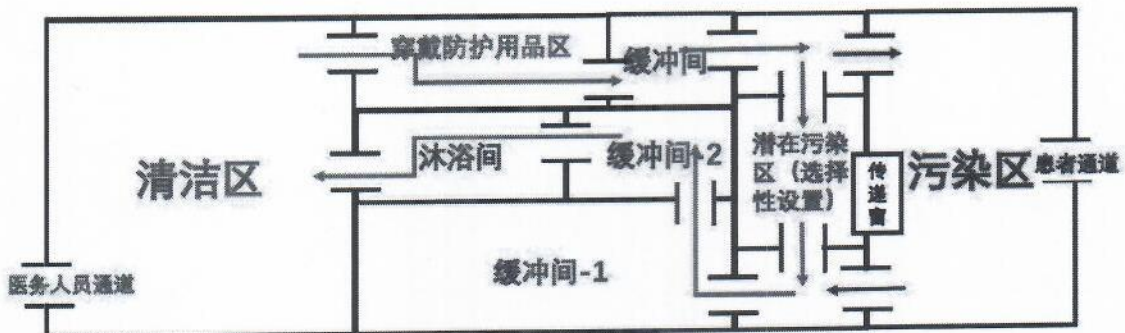 穿戴防护用品区
缓冲间
清洁区
沐浴间
缓冲间-2
潜在污染
区（选择
性设置）
传递窗
污染区
患者通道
缓冲间-1
医务人员通道